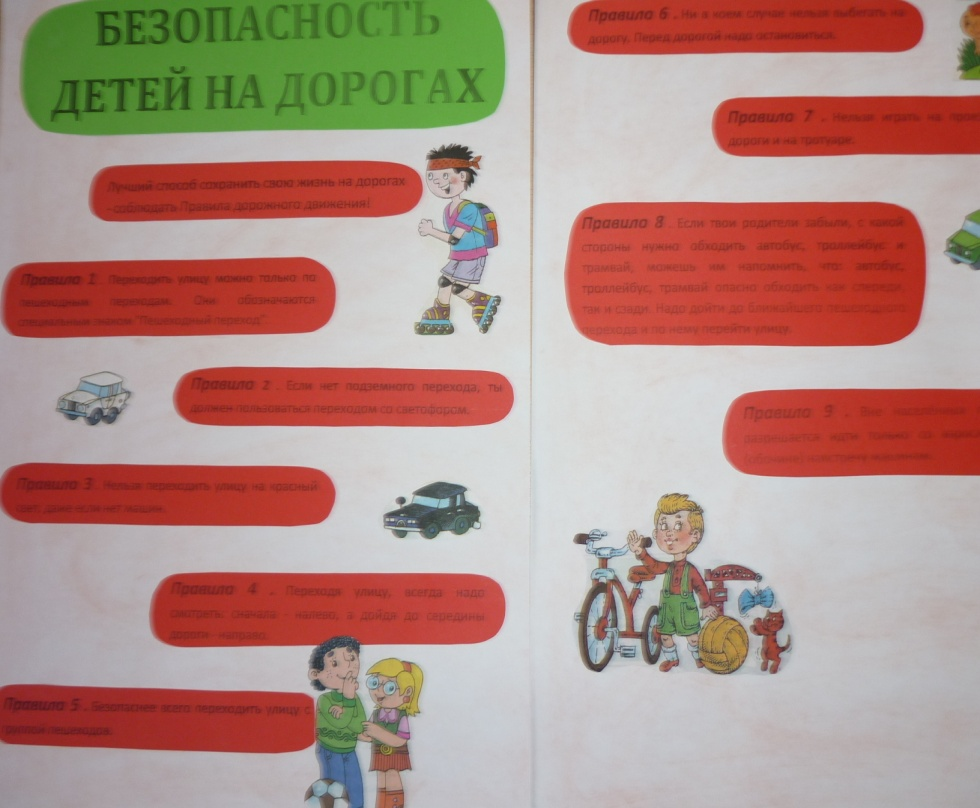 БЕЗОПАСНОСТЬ
ДЕТЕЙ НА ДОРОГАХ
Лучший способ сохранить свою жизнь на дорогах
- соблюдать Правила дорожного движения!
Правило 1. Переходить улицу можно только по
пешеходным переходам. Они обозначаются
специальным знаком "Пешеходный переход"
Правило 2 . Если нет подземного перехода, ты
должен пользоваться переходом со светофором.
Правило 3. Нельзя переходить улицу на красный
свет, даже если нет машин.
Правило 4 . Переходя улицу, всегда надо
смотреть сначала - налево, а дойдя до середины
дороги - направо.
Правило 5 . Безопаснее всего переходить улицу с
группой пешеходов.
Правило 6 . Ни в коем случае нельзя выбегать на
дорогу. Перед дорогой надо остановиться.
Правило 7 . Нельзя играть на
дороги и на тротуаре.
Правило 8 . Если твои родители забыли, с какой
стороны нужно обходить автобус, троллейбус и
трамвай, можешь им напомнить, что: автобус,
троллейбус, трамвай опасно обходить как спереди,
так и сзади. Надо дойти до ближайшего пешеходного
перехода и по нему перейти улицу.
Правило 9 . Вне населённых
разрешается идти только со
(обочине) навстречу машинам.